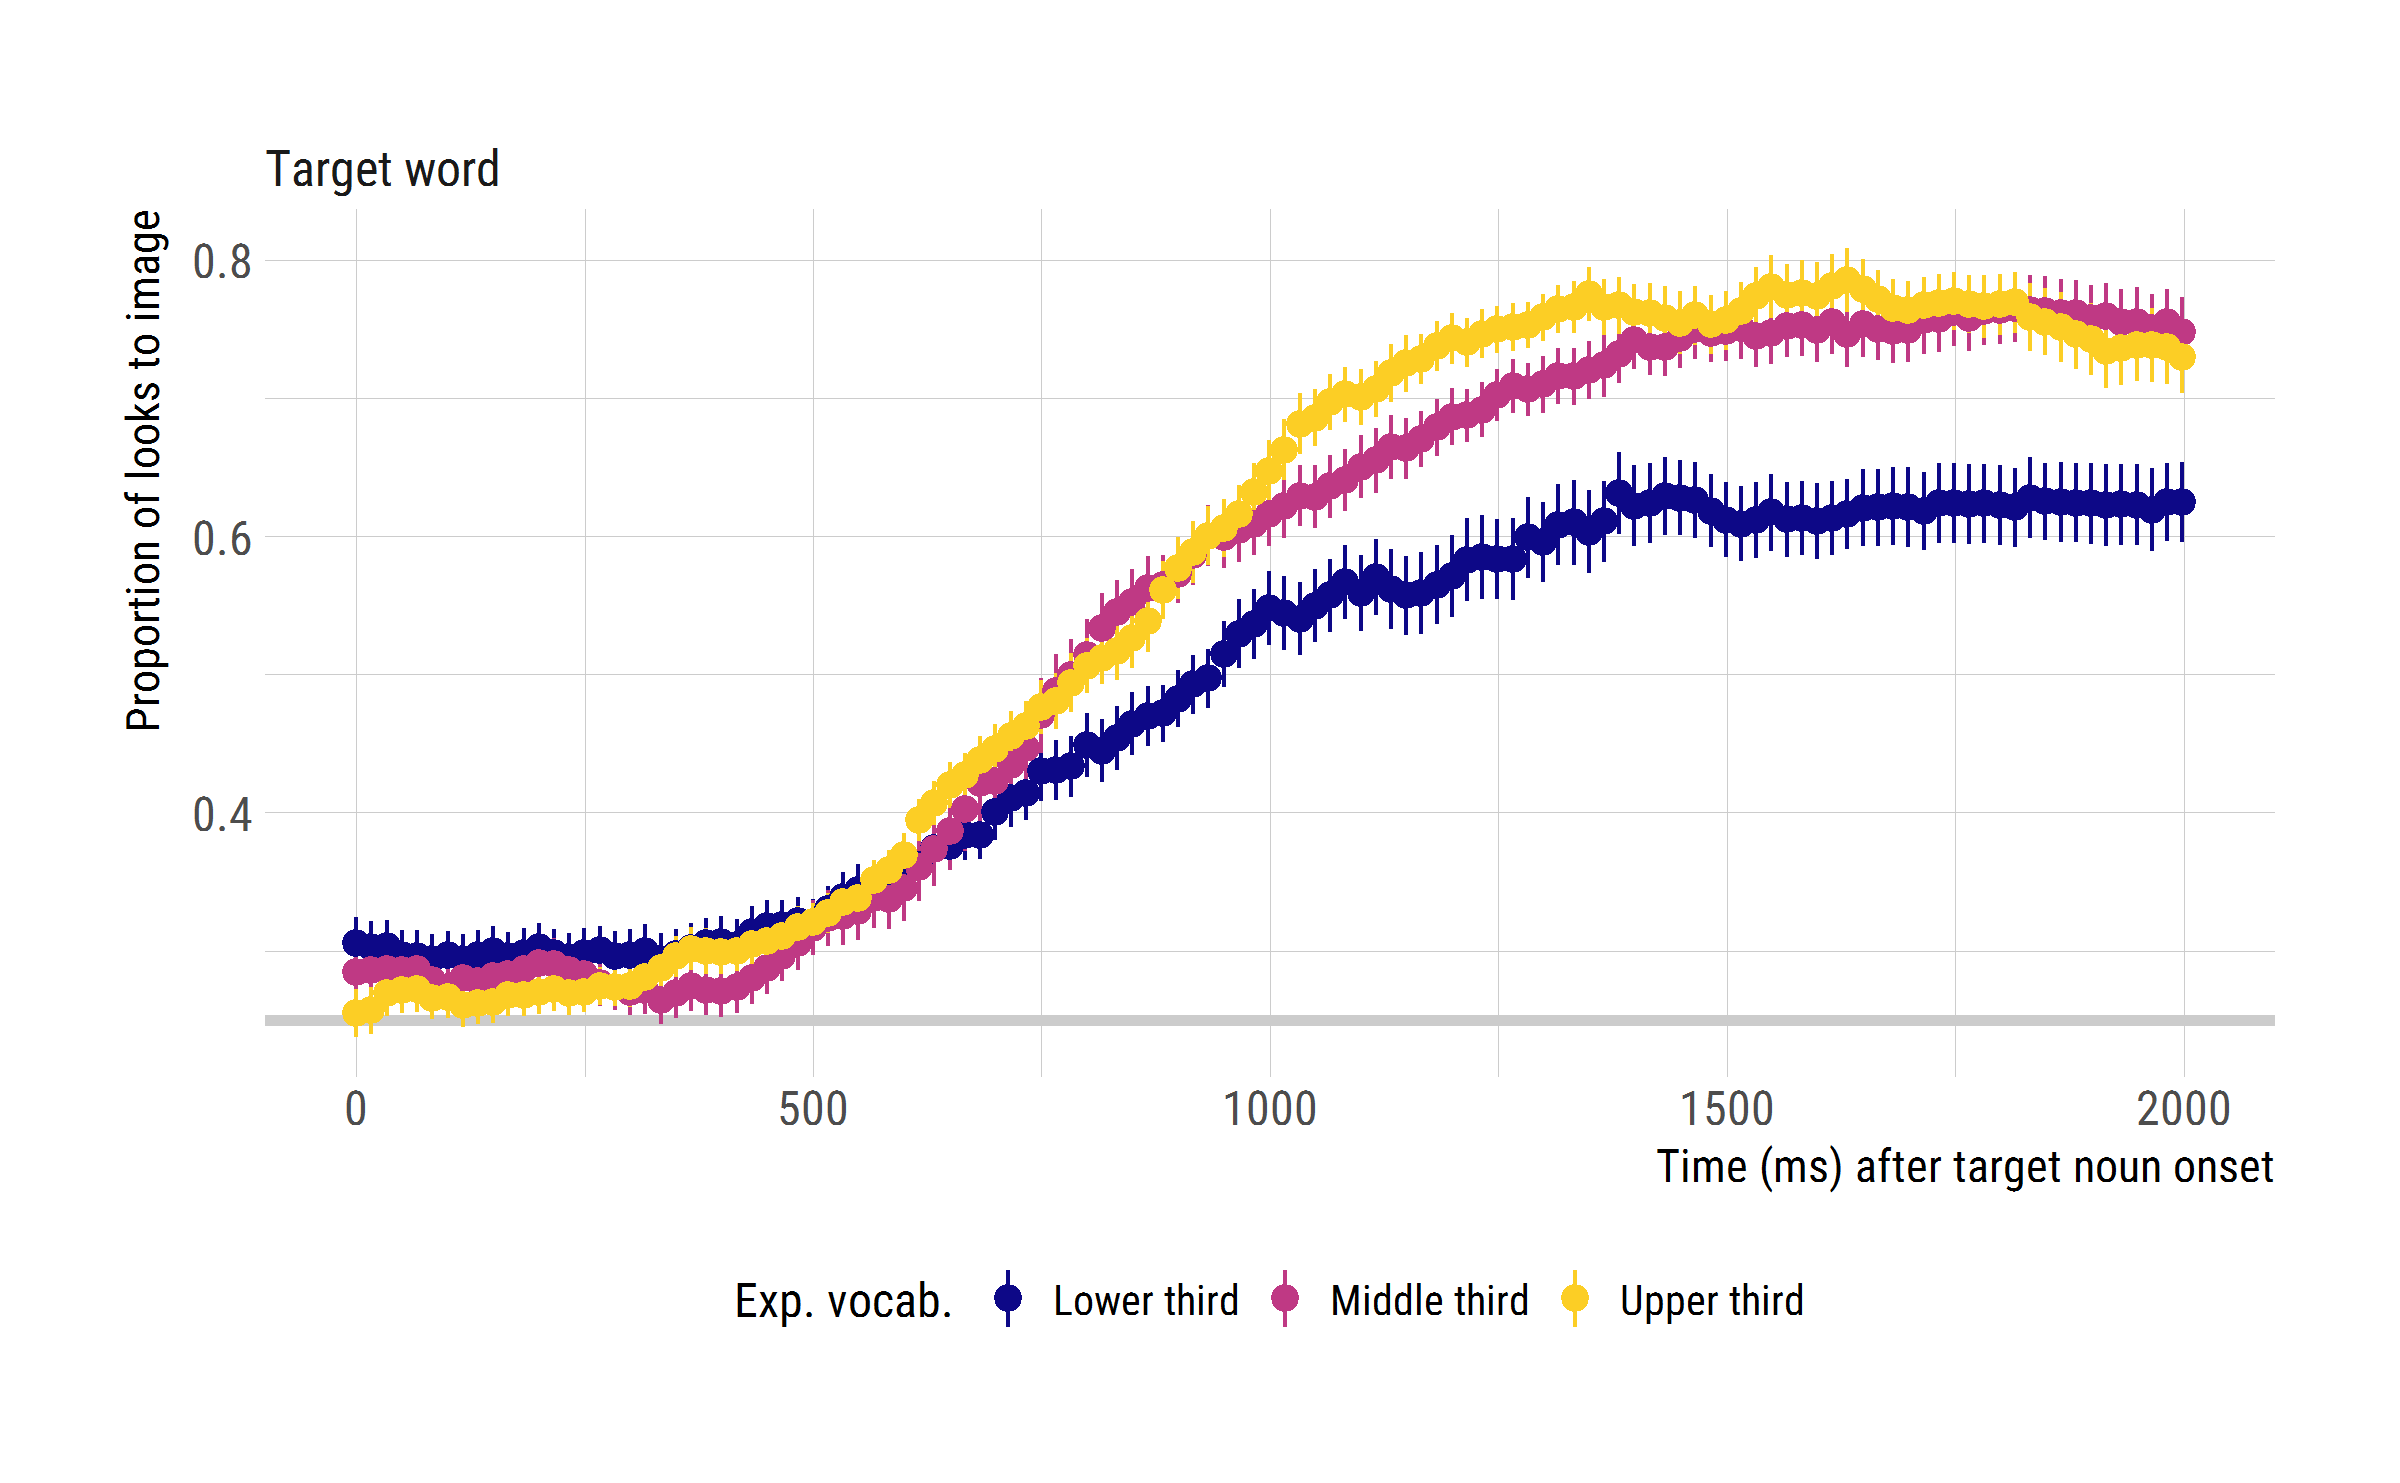 Target word
Proportion of looks to image
0.8
0.6
0.4
0 500 1000 1500 2000
Time (ms) after target noun onset
Exp. vocab. Lower third Middle third Upper third